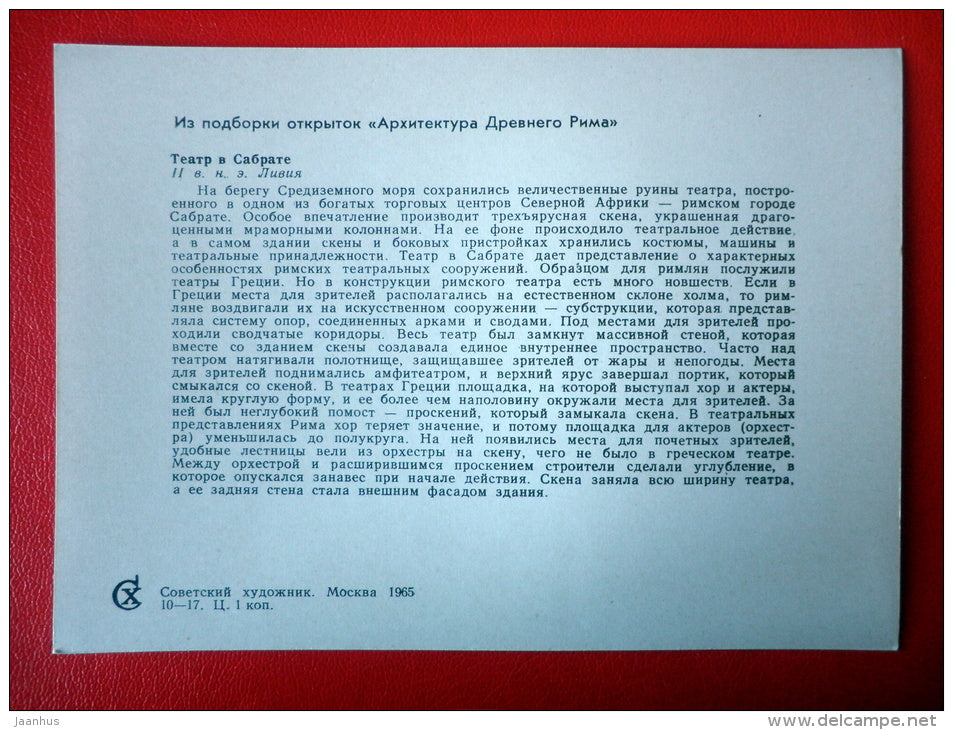 Из подборки открыток «Архитектура Древнего Рима»
Театр в Сабрате
II в. н. э. Ливия
На берегу Средиземного моря сохранились величественные руины театра, постро-
енного в одном из богатых торговых центров Северной Африки — римском городе
Сабрате. Особое впечатление производит трехъярусная скена, украшенная драго-
ценными мраморными колоннами. На ее фоне происходило театральное действие,
а в самом здании скены и боковых пристройках хранились костюмы, машины и
театральные принадлежности. Театр в Сабрате дает представление о характерных
особенностях римских театральных сооружений. Образцом для римлян послужили
театры Греции. Но в конструкции римского театра есть много новшеств. Если в
Греции места для зрителей располагались на естественном склоне холма, то рим-
ляне воздвигали их на искусственном сооружении — субструкции, которая представ-
ляла систему опор, соединенных арками и сводами. Под местами для зрителей про-
ходили сводчатые коридоры. Весь театр был замкнут массивной стеной, которая
вместе со зданием скены создавала единое внутреннее пространство. Часто над
театром натягивали полотнище, защищавшее зрителей от жары и непогоды. Места
для зрителей поднимались амфитеатром, и верхний ярус завершал портик, который
смыкался со скеной. В театрах Греции площадка, на которой выступал хор и актеры,
имела круглую форму, и ее более чем наполовину окружали места для зрителей. За
ней был неглубокий помост — проскений, который замыкала скена. В театральных
представлениях Рима хор теряет значение, и потому площадка для актеров (орхест-
ра) уменьшилась до полукруга. На ней появились места для почетных зрителей,
удобные лестницы вели из орхестры на скену, чего не было в греческом театре.
Между орхестрой и расширившимся проскением строители сделали углубление, в
которое опускался занавес при начале действия. Скена заняла всю ширину театра,
а ее задняя стена стала внешним фасадом здания.
СХ
Советский художник. Москва 1965
10—17. Ц. 1 коп.
jaanhus
www.delcampe.net